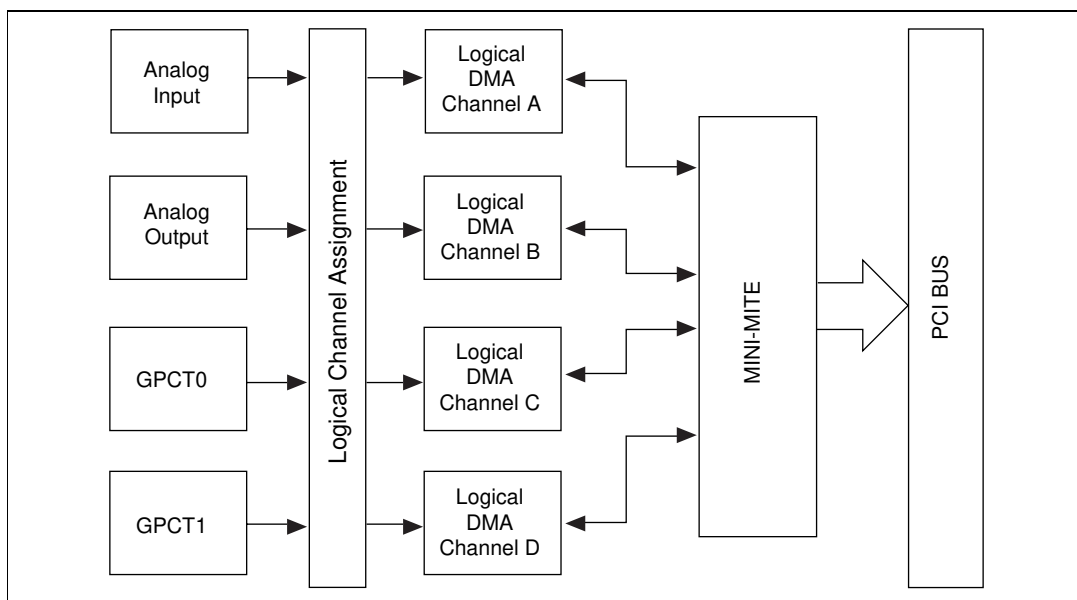 Analog
Input
Analog
Output
GPCT0
GPCT1
Logical Channel Assignment
Logical
DMA
Channel A
Logical
DMA
Channel B
Logical
DMA
Channel C
Logical
DMA
Channel D
MINI-MITE
PCI BUS